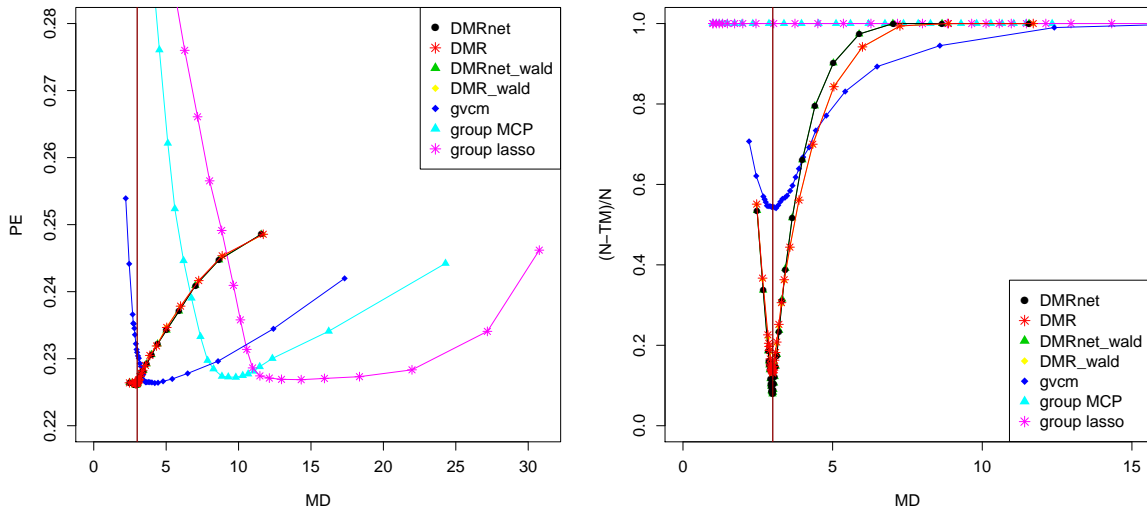 0.28
0.27
0.26
0.25
0.24
0.23
0.22
PE
0 5 10 15 20 25 30
MD
DMRnet
DMR
DMRnet_wald
DMR_wald
gvcm
group MCP
group lasso
1.0
0.8
0.6
0.4
0.2
0.0
(N−TM)/N
0 5 10 15
MD
DMRnet
DMR
DMRnet_wald
DMR_wald
gvcm
group MCP
group lasso